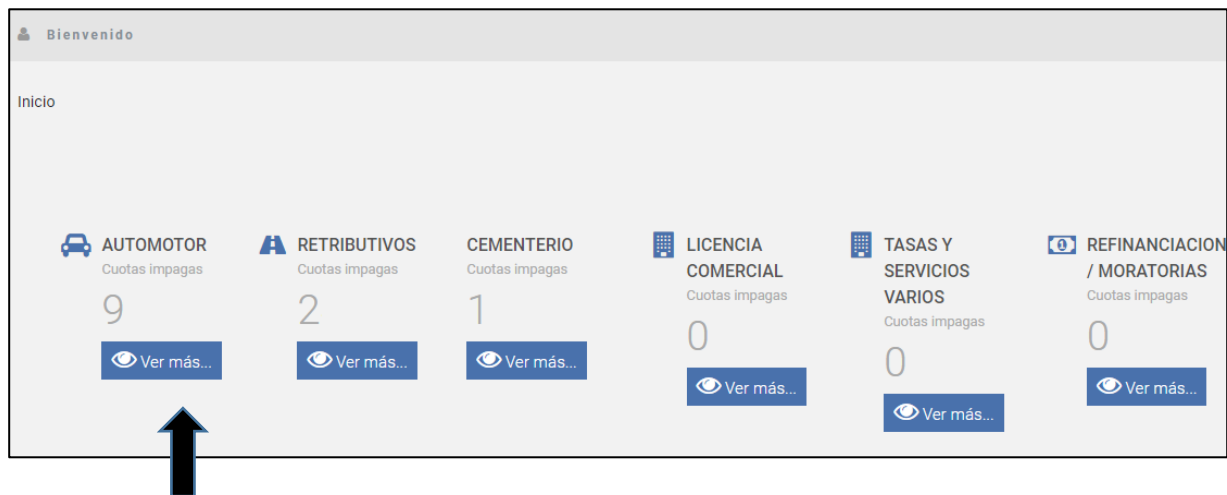 Bienvenido
Inicio
AUTOMOTOR
Cuotas impagas
9
Ver más...
RETRIBUTIVOS
Cuotas impagas
2
Ver más...
CEMENTERIO
Cuotas impagas
1
Ver más...
LICENCIA
COMERCIAL
Cuotas impagas
0
Ver más...
TASAS Y
SERVICIOS
VARIOS
Cuotas impagas
0
Ver más...
REFINANCIACION
/ MORATORIAS
Cuotas impagas
0
Ver más...